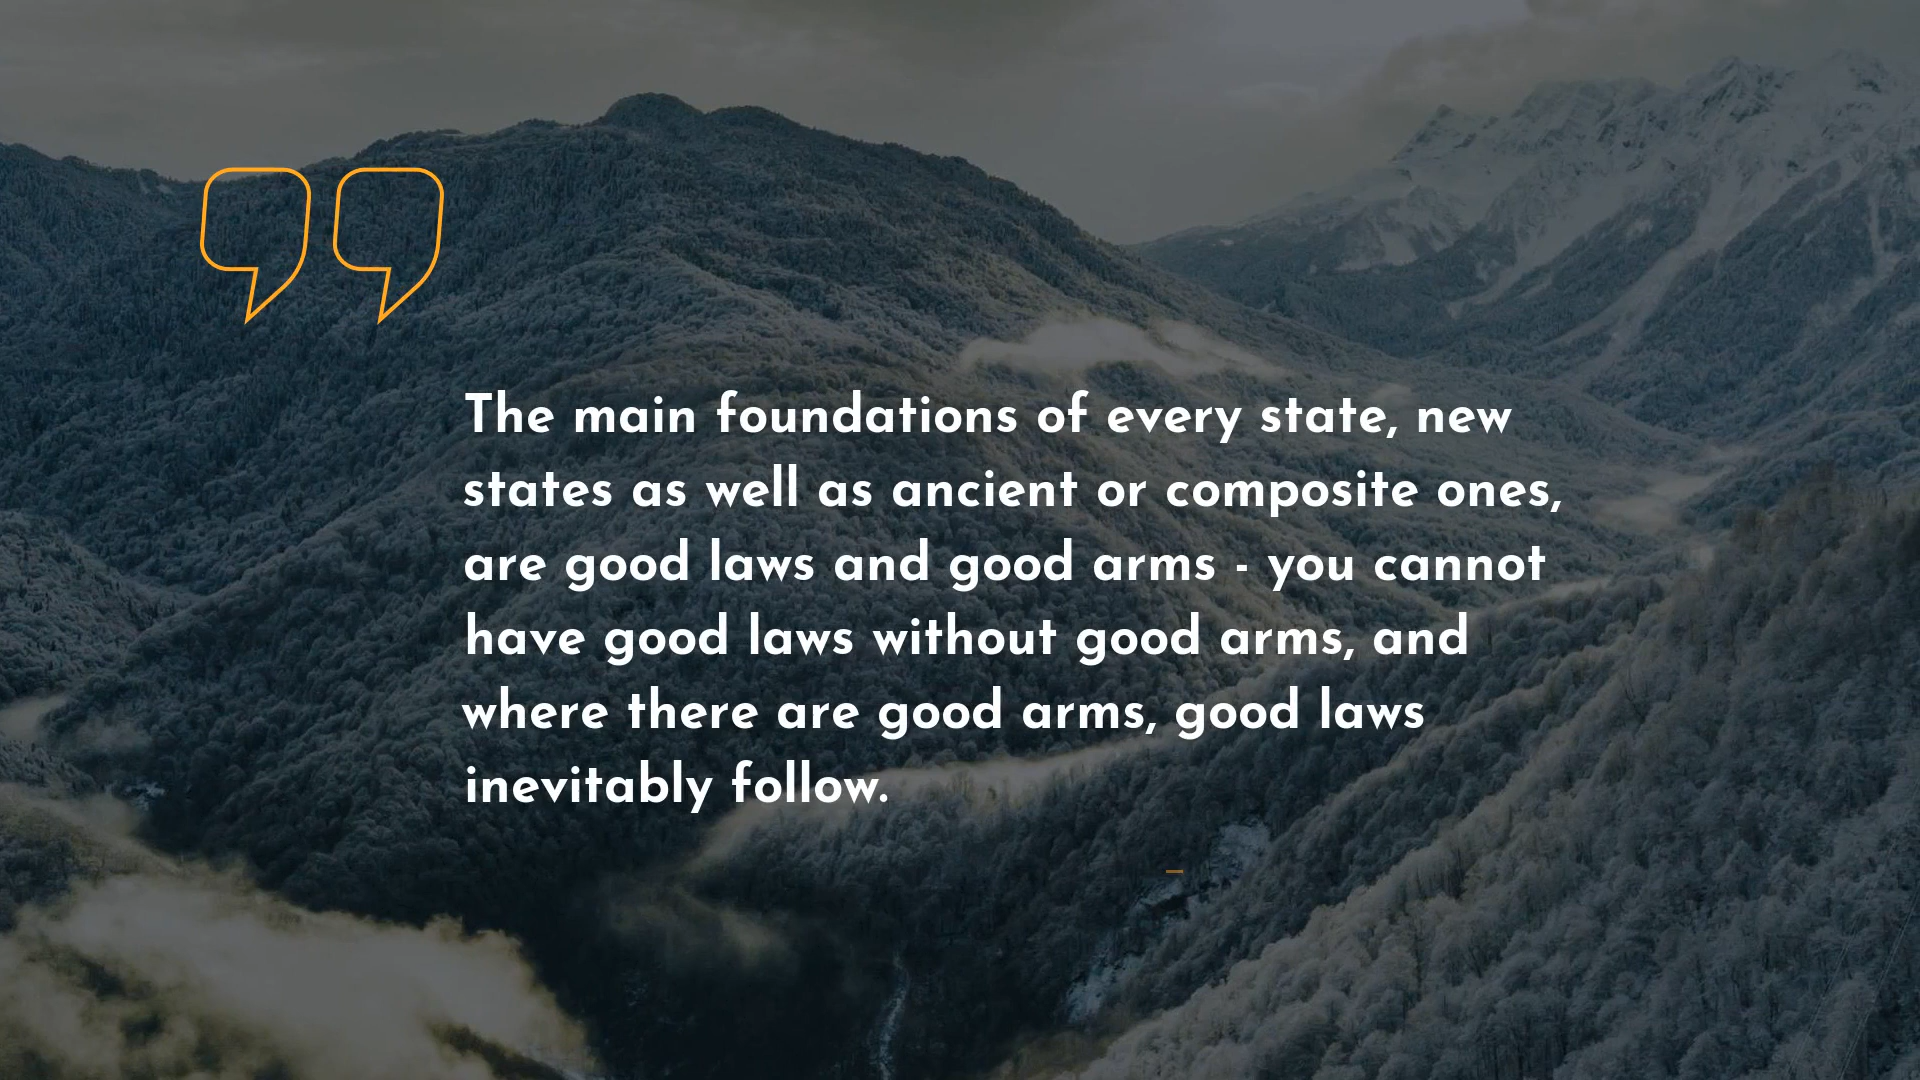 The main foundations of every state, new
states as well as ancient or composite ones,
are good laws and good arms - you cannot
have good laws without good arms, and
where there are good arms, good laws
inevitably follow.